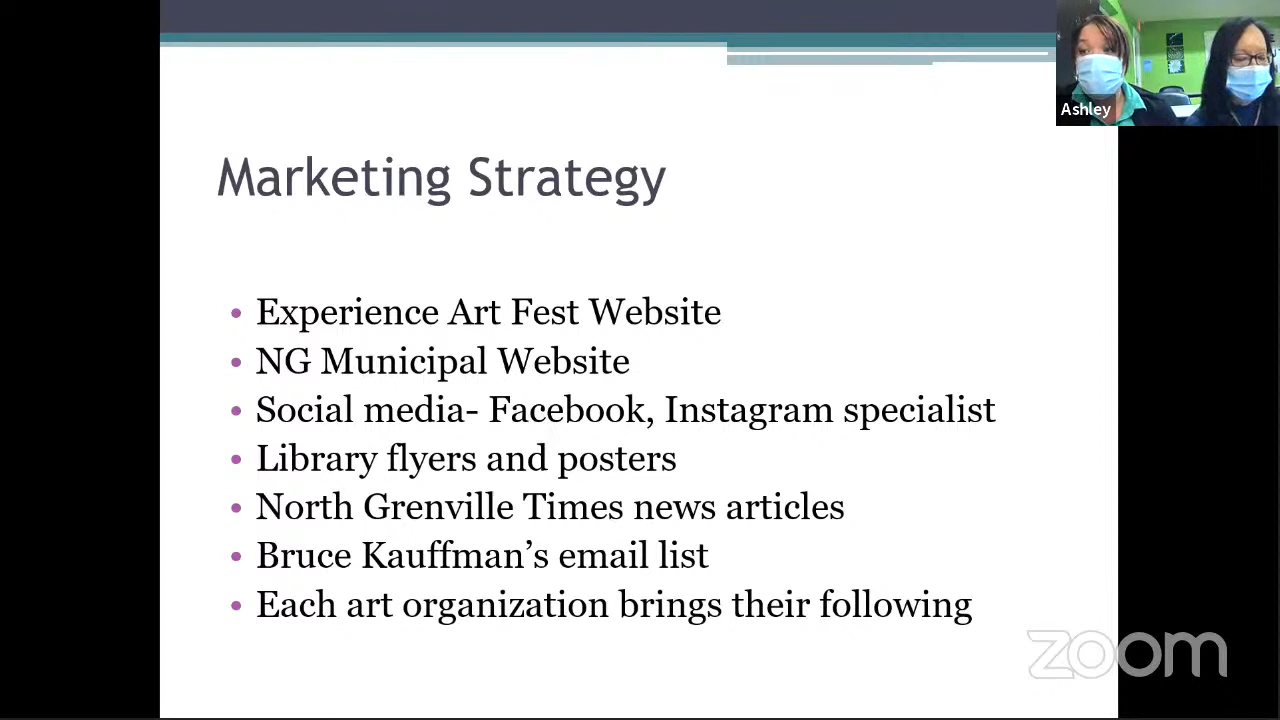 Ashley
Marketing Strategy
• Experience Art Fest Website
• NG Municipal Website
• Social media- Facebook, Instagram specialist
• Library flyers and posters
• North Grenville Times news articles
• Bruce Kauffman’s email list
• Each art organization brings their following
zoom